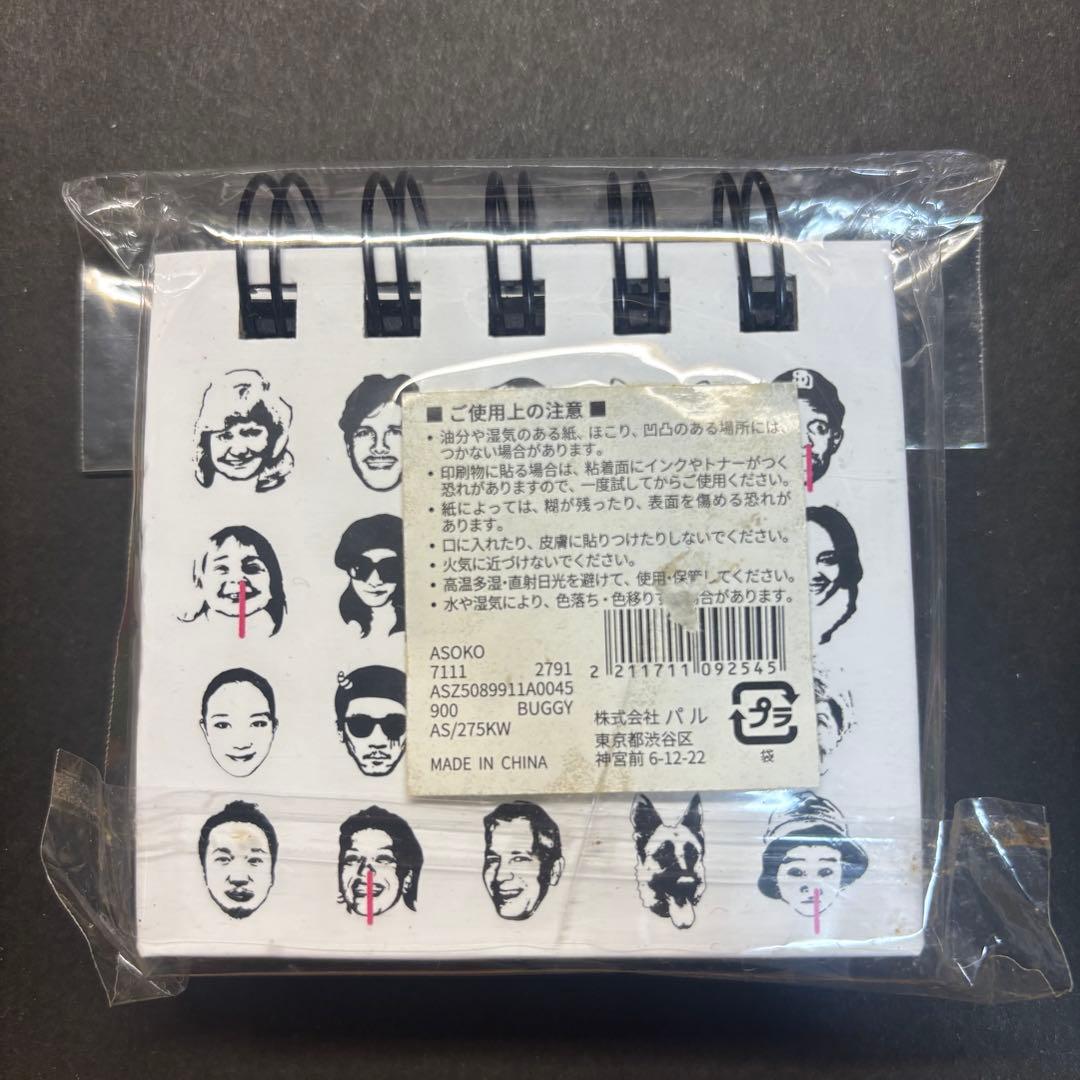 ■ ご使用上の注意 ■
• 油分や湿気のある紙、ほこり、凹凸のある場所には、
つかない場合があります。
• 印刷物に貼る場合は、粘着面にインクやトナーがつく
恐れがありますので、一度試してからご使用ください。
• 紙によっては、糊が残ったり、表面を傷める恐れが
あります。
• 口に入れたり、皮膚に貼りつけたりしないでください。
• 火気に近づけないでください。
• 高温多湿・直射日光を避けて、使用・保管してください。
• 水や湿気により、色落ち・色移りす 場合があります。
ASOKO
7111 2791
ASZ5089911A0045
900 BUGGY
AS/275KW
MADE IN CHINA
2 211711 092545
株式会社 パル
東京都渋谷区
神宮前 6-12-22
プラ
袋